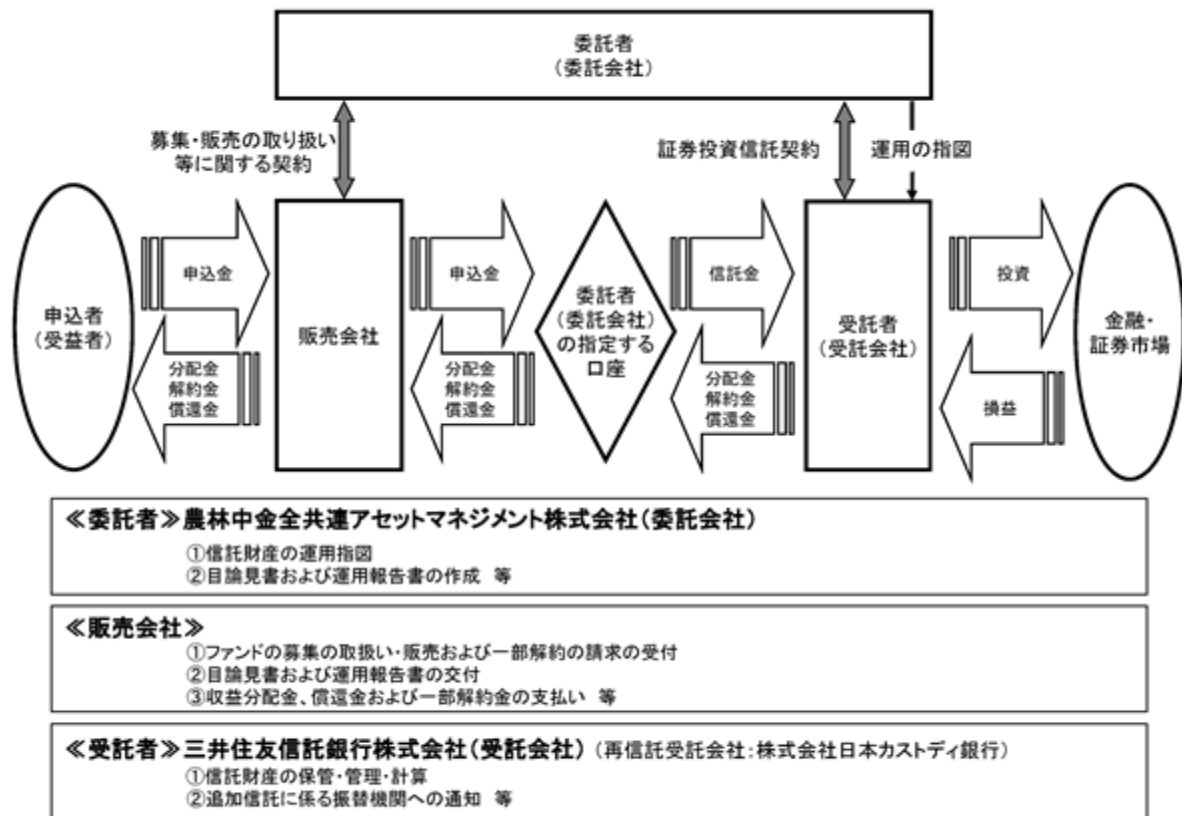 委託者
（委託会社）
募集・販売の取り扱い
等に関する契約
証券投資信託契約
運用の指図
申込者
（受益者）
申込金
分配金
解約金
償還金
販売会社
申込金
分配金
解約金
償還金
委託者
（委託会社）
の指定する
口座
信託金
分配金
解約金
償還金
受託者
（受託会社）
投資
損益
金融・
証券市場
≪委託者≫農林中金全共連アセットマネジメント株式会社（委託会社）
①信託財産の運用指図
②目論見書および運用報告書の作成 等
≪販売会社≫
①ファンドの募集の取扱い・販売および一部解約の請求の受付
②目論見書および運用報告書の交付
③収益分配金、償還金および一部解約金の支払い 等
≪受託者≫三井住友信託銀行株式会社（受託会社）（再信託受託会社：株式会社日本カストディ銀行）
①信託財産の保管・管理・計算
②追加信託に係る振替機関への通知 等